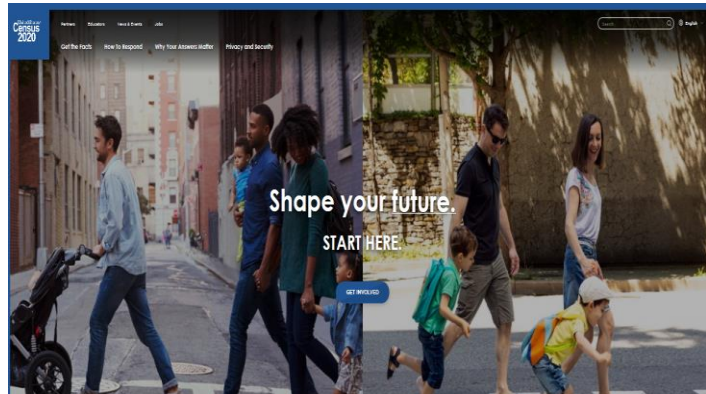 Census
2020
Partners Educators News & Events Jobs
Search
English
Get the Facts How to Respond Why Your Answers Matter Privacy and Security
Shape your future.
START HERE.
GET INVOLVED